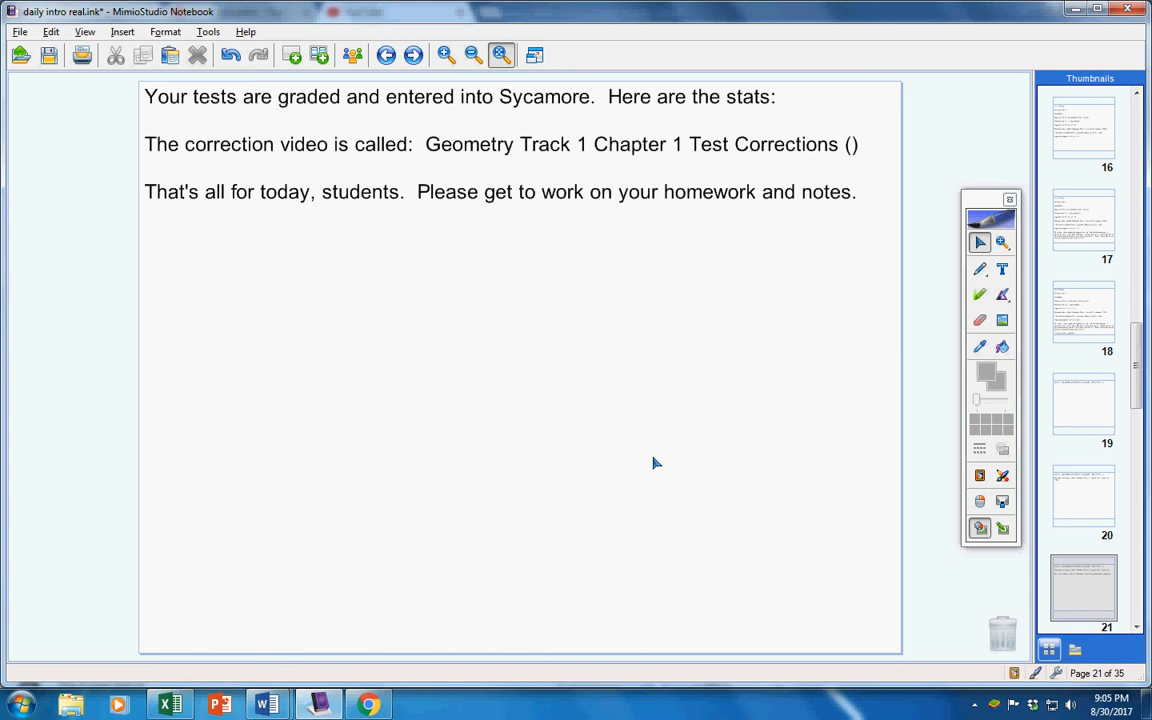 daily intro real.ink* - MimioStudio Notebook
File Edit View Insert Format Tools Help
Your tests are graded and entered into Sycamore.  Here are the stats:
The correction video is called:  Geometry Track 1 Chapter 1 Test Corrections ()
That's all for today, students.  Please get to work on your homework and notes.
Thumbnails
16
17
18
19
20
21
Page 21 of 35
9:05 PM
8/30/2017